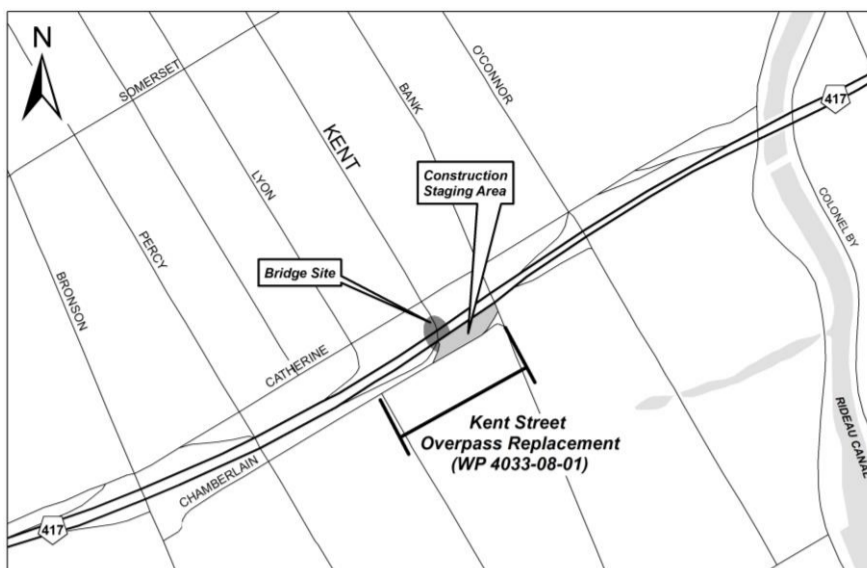 N
SOMERSET
LYON
KENT
BANK
O'CONNOR
417
Construction
Staging Area
PERCY
BRONSON
Bridge Site
COLONEL BY
CATHERINE
CHAMBERLAIN
Kent Street
Overpass Replacement
(WP 4033-08-01)
RIDEAU CANAL
417